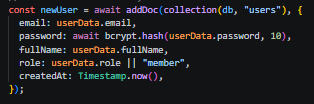 const newUser = await addDoc(collection(db, "users"), {
  email: userData.email,
  password: await bcrypt.hash(userData.password, 10),
  fullName: userData.fullName,
  role: userData.role || "member",
  createdAt: Timestamp.now(),
});